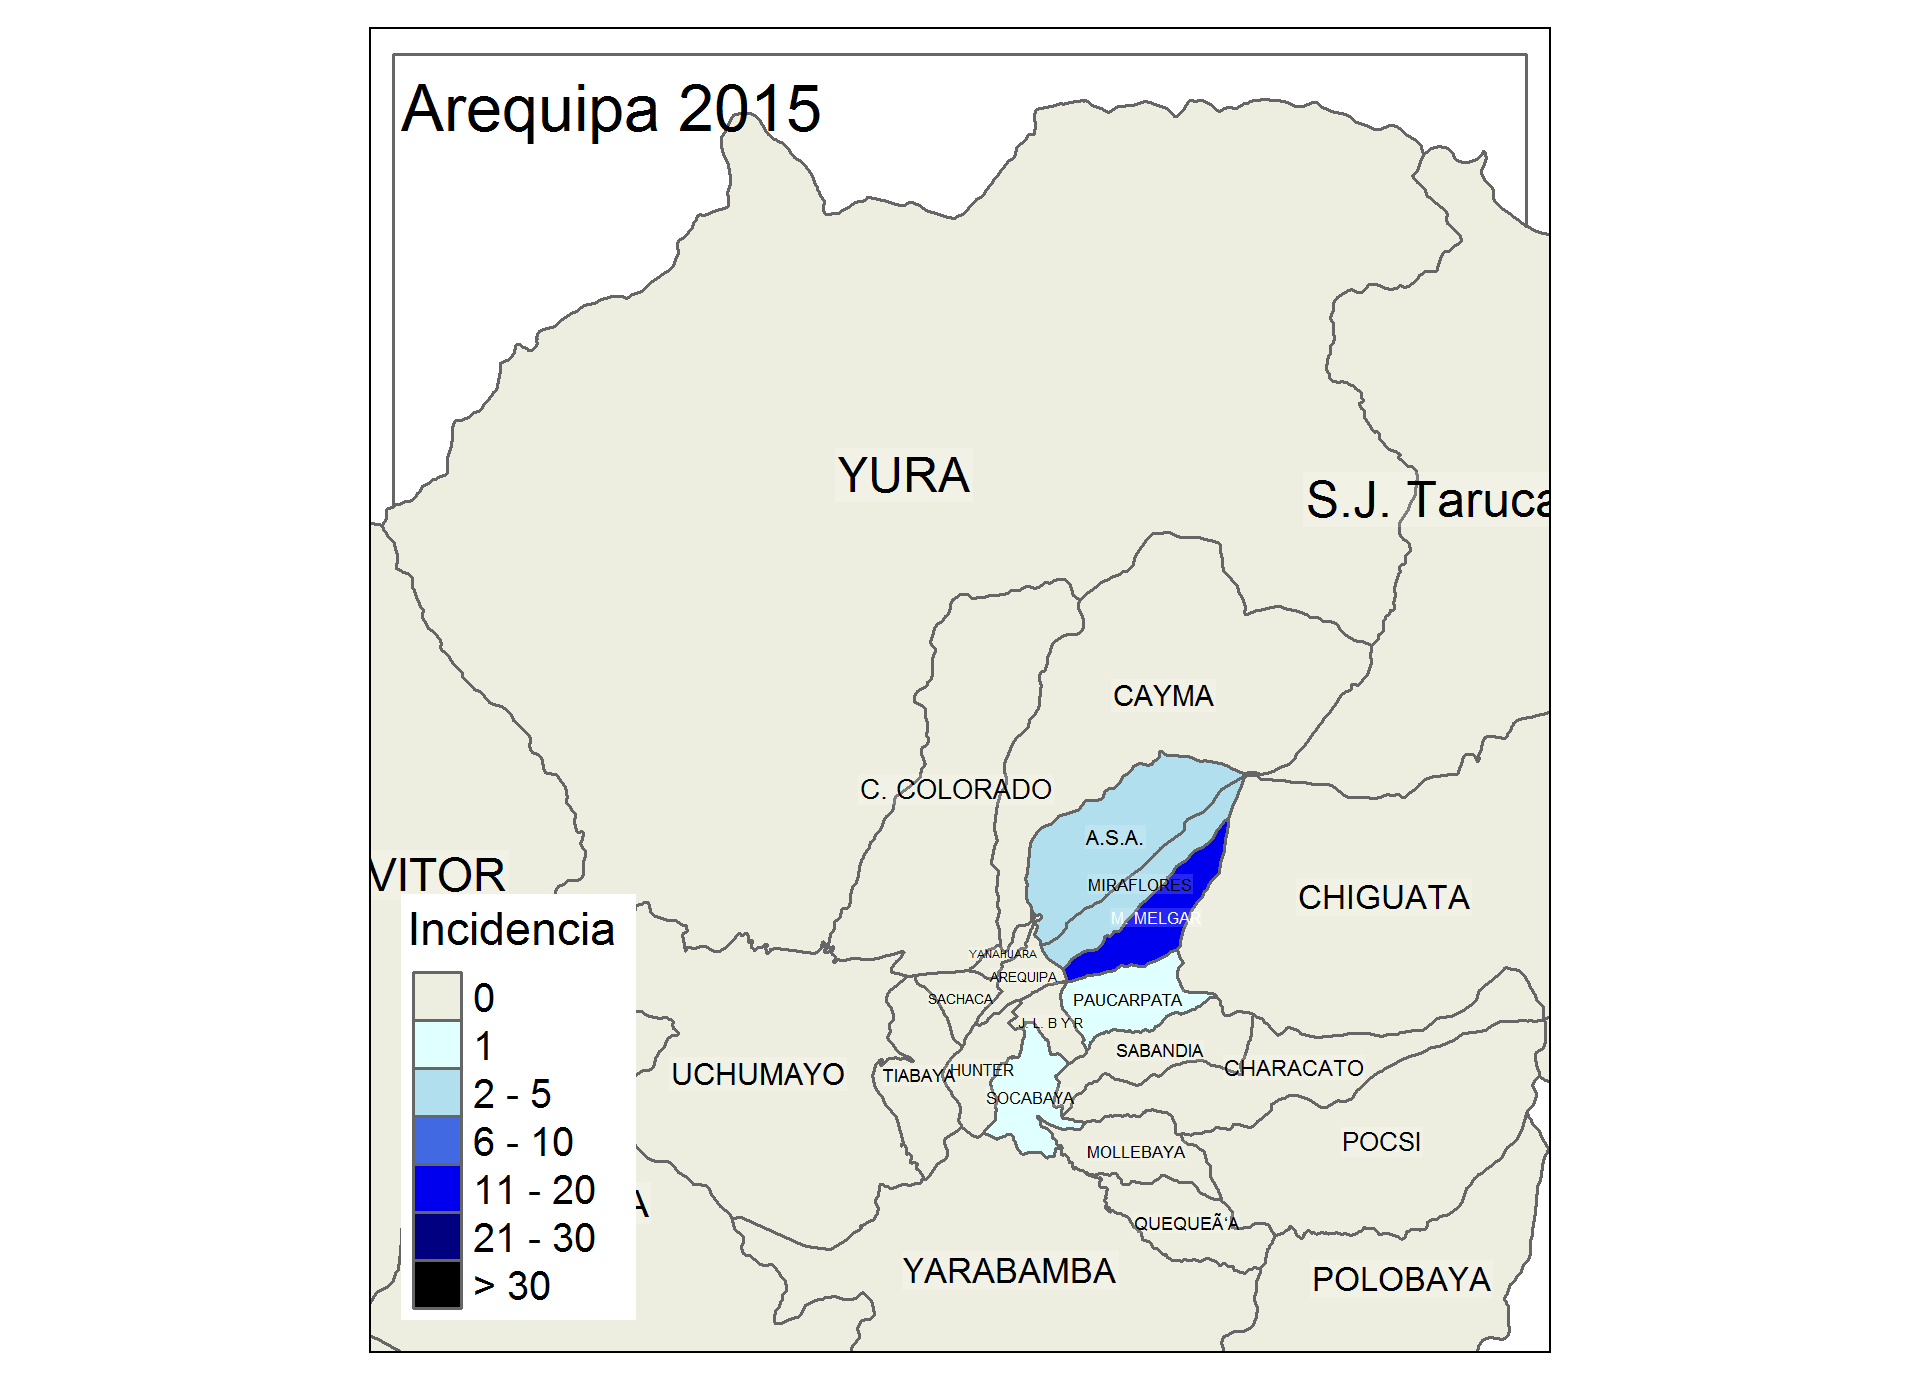 Arequipa 2015
YURA
S.J. Taruca
CAYMA
C. COLORADO
A.S.A.
VITOR
MIRAFLORES
CHIGUATA
M. MELGAR
Incidencia
YANAHUARA
AREQUIPA
SACHACA
PAUCARPATA
J. L. B Y R
SABANDIA
CHARACATO
UCHUMAYO
TIABAYA
HUNTER
SOCABAYA
POCSI
MOLLEBAYA
QUEQUEÃ‘A
YARABAMBA
POLOBAYA
A
0
1
2 - 5
6 - 10
11 - 20
21 - 30
> 30